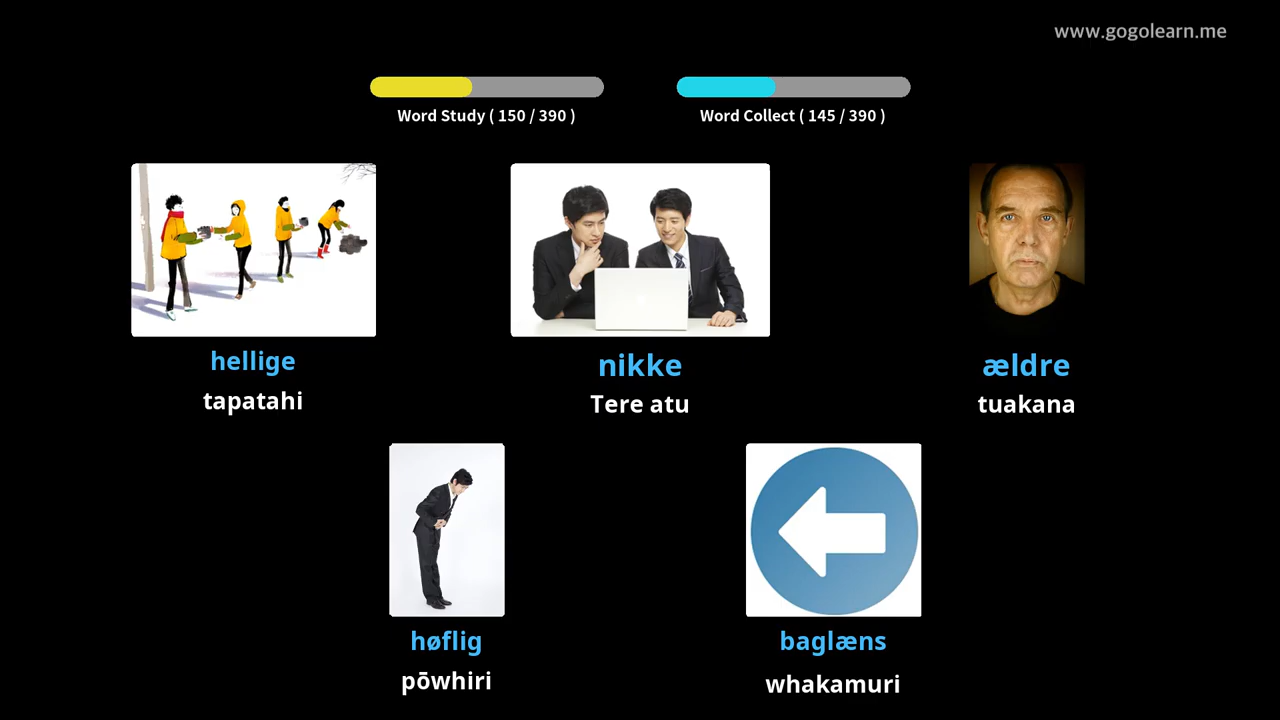 www.gogolearn.me
Word Study ( 150 / 390 )
Word Collect ( 145 / 390 )
hellige
tapatahi
nikke
Tere atu
ældre
tuakana
høflig
pōwhiri
baglæns
whakamuri